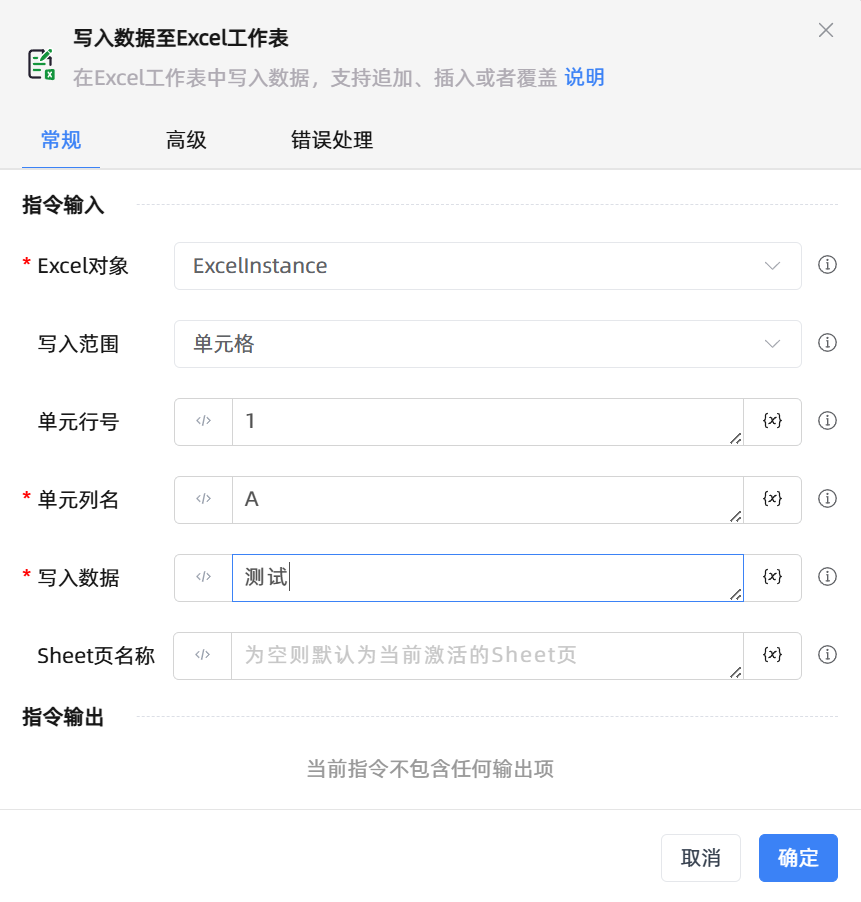 写入数据至Excel工作表
在Excel工作表中写入数据，支持追加、插入或者覆盖 说明
常规 高级 错误处理
指令输入
* Excel对象 ExcelInstance
写入范围 单元格
单元行号 </> 1 {x}
* 单元列名 </> A {x}
* 写入数据 </> 测试 {x}
Sheet页名称 </> 为空则默认为当前激活的Sheet页 {x}
指令输出
当前指令不包含任何输出项
取消 确定